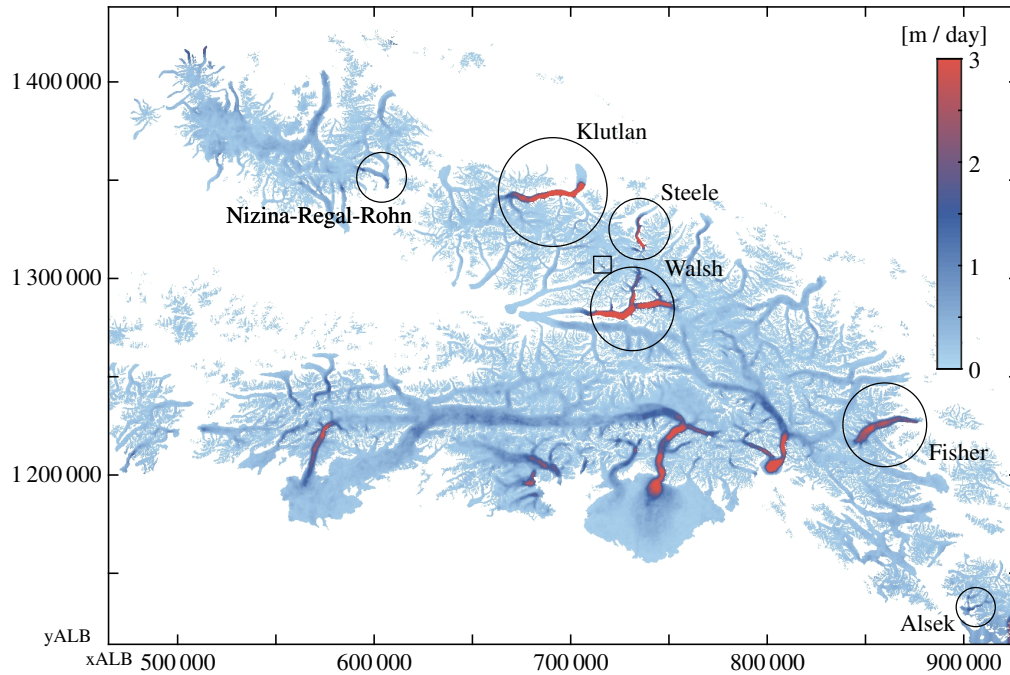 [m / day]
3
1 400 000
Klutlan
2
Steele
Nizina-Regal-Rohn
1 300 000
Walsh
1
0
Fisher
1 200 000
Alsek
yALB
xALB 500 000 600 000 700 000 800 000 900 000